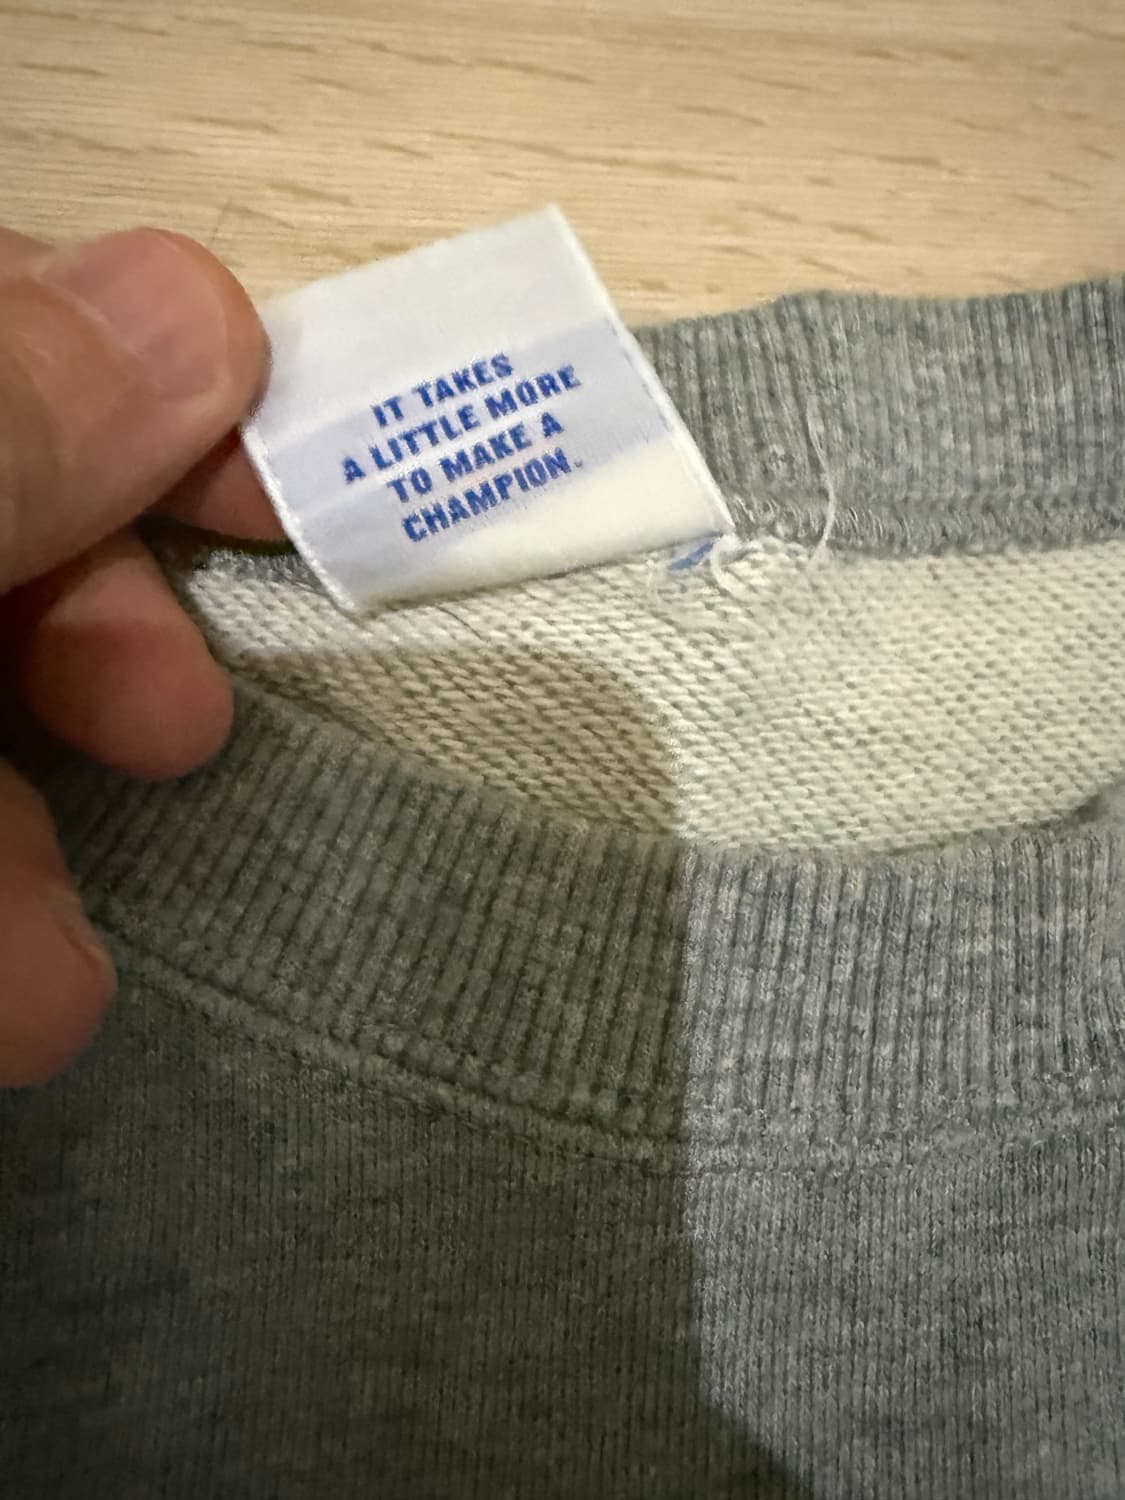 IT TAKES
A LITTLE MORE
TO MAKE A
CHAMPION.